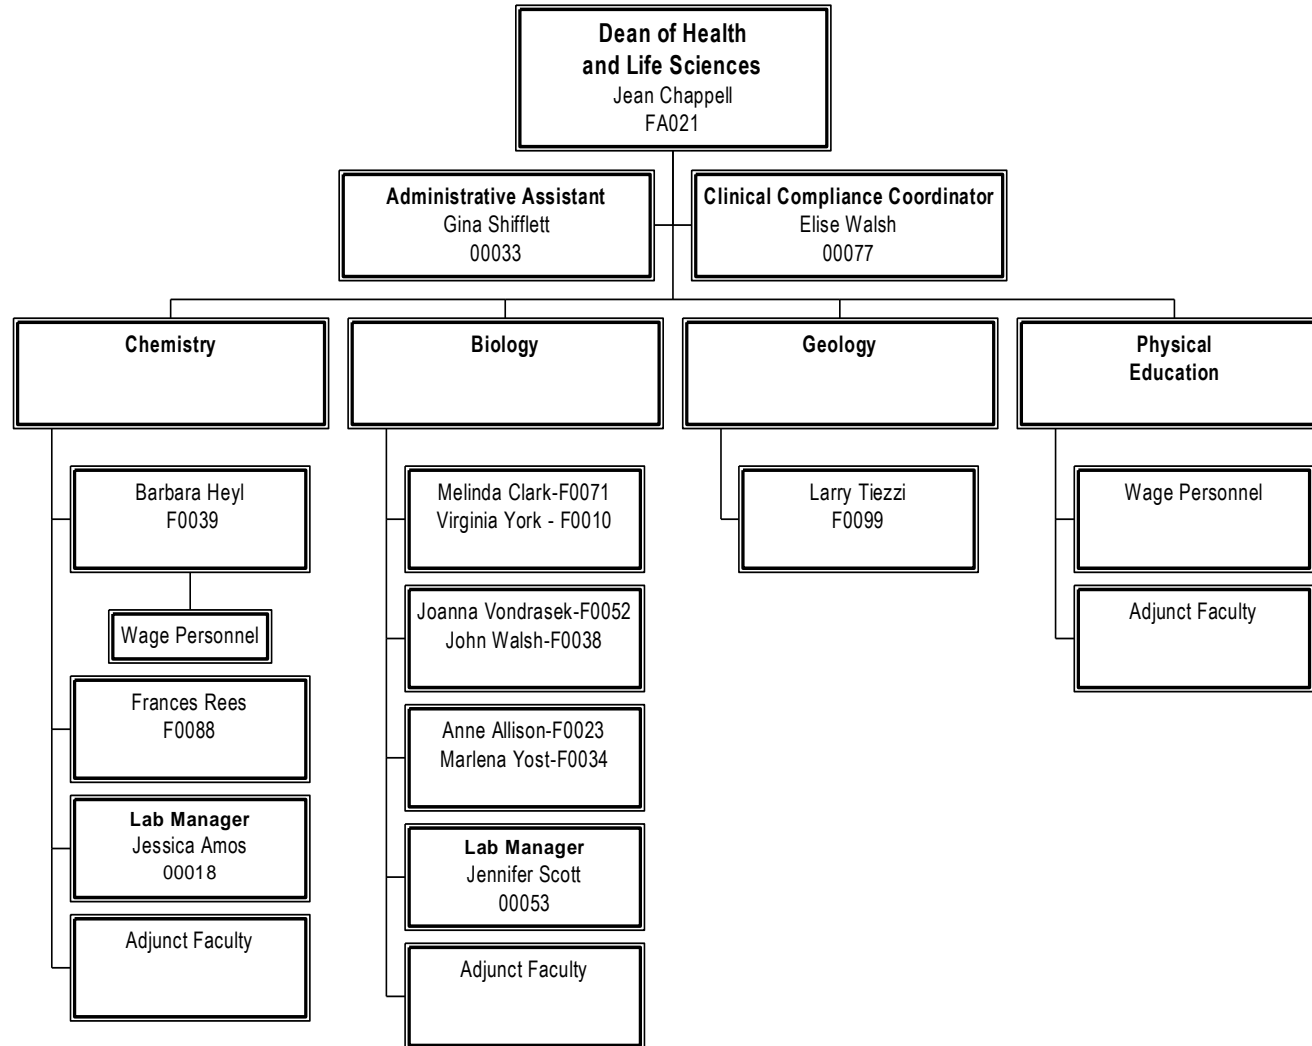 Dean of Health
and Life Sciences
Jean Chappell
FA021
Administrative Assistant
Gina Shifflett
00033
Clinical Compliance Coordinator
Elise Walsh
00077
Chemistry
Barbara Heyl
F0039
Wage Personnel
Frances Rees
F0088
Lab Manager
Jessica Amos
00018
Adjunct Faculty
Biology
Melinda Clark-F0071
Virginia York - F0010
Joanna Vondrasek-F0052
John Walsh-F0038
Anne Allison-F0023
Marlena Yost-F0034
Lab Manager
Jennifer Scott
00053
Adjunct Faculty
Geology
Larry Tiezzi
F0099
Physical
Education
Wage Personnel
Adjunct Faculty